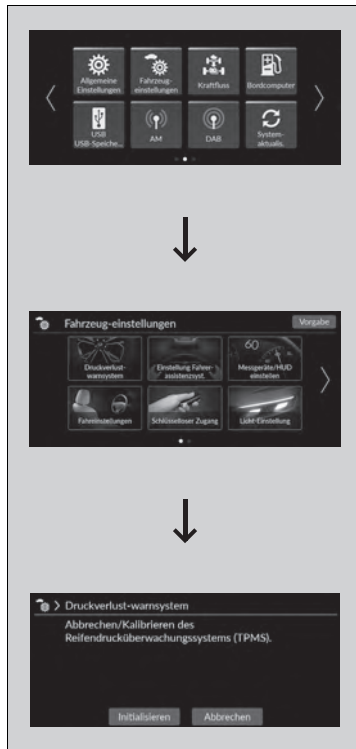 Allgemeine
Einstellungen
Fahrzeug-
einstellungen
Kraftfluss
Bordcomputer
USB
USB-Speiche...
AM
DAB
System-
aktualis.
Fahrzeug-einstellungen
Vorgabe
Druckverlust-
warnsystem
Einstellung Fahrer-
assistenzsyst.
60
Messgeräte/HUD
einstellen
Fahreinstellungen
Schlüsselloser Zugang
Licht-Einstellung
Druckverlust-warnsystem
Abbrechen/Kalibrieren des
Reifendrucküberwachungssystems (TPMS).
Initialisieren
Abbrechen